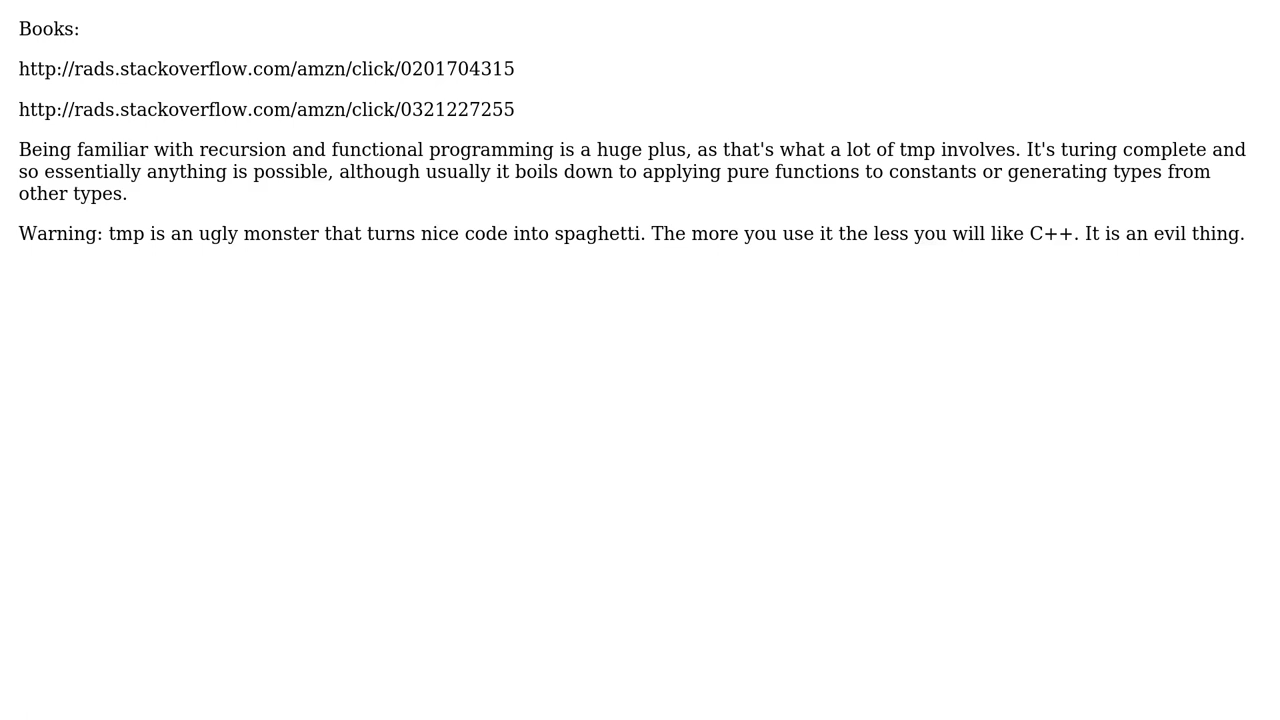 Books:
http://rads.stackoverflow.com/amzn/click/0201704315
http://rads.stackoverflow.com/amzn/click/0321227255
Being familiar with recursion and functional programming is a huge plus, as that's what a lot of tmp involves. It's turing complete and
so essentially anything is possible, although usually it boils down to applying pure functions to constants or generating types from
other types.
Warning: tmp is an ugly monster that turns nice code into spaghetti. The more you use it the less you will like C++. It is an evil thing.